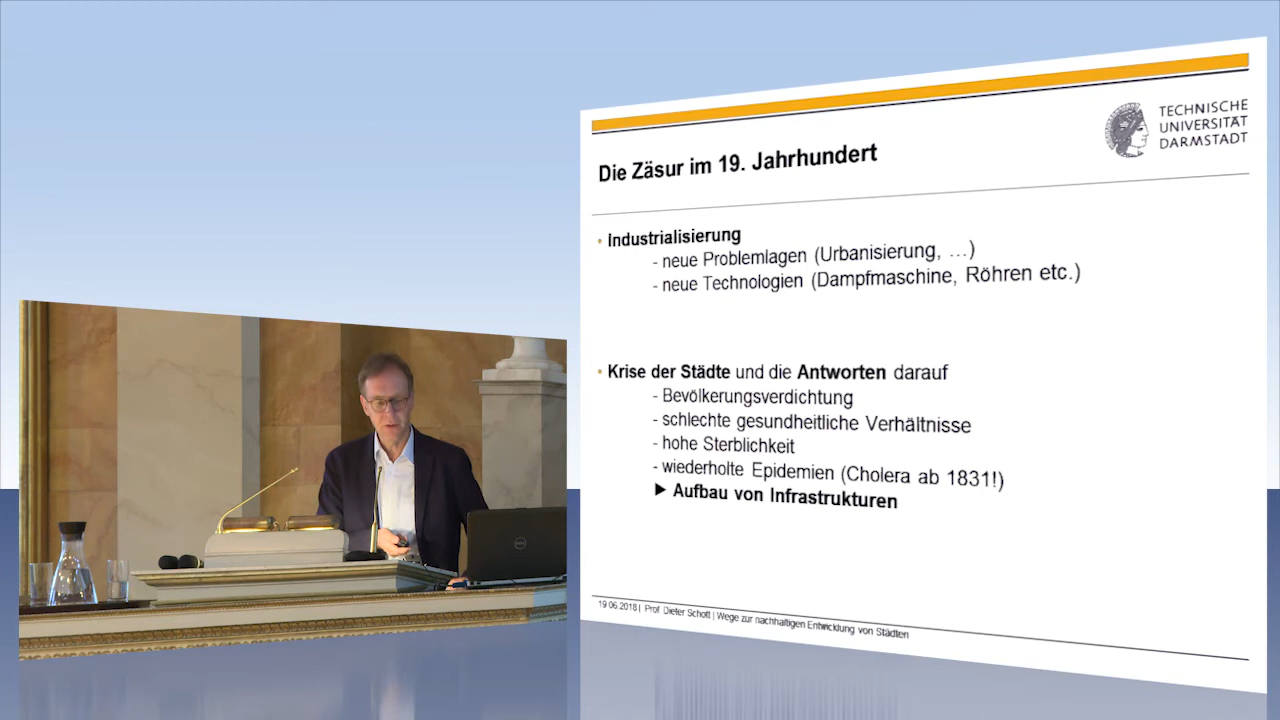 TECHNISCHE
UNIVERSITÄT
DARMSTADT
Die Zäsur im 19. Jahrhundert
• Industrialisierung
- neue Problemlagen (Urbanisierung, …)
- neue Technologien (Dampfmaschine, Röhren etc.)
• Krise der Städte und die Antworten darauf
- Bevölkerungsverdichtung
- schlechte gesundheitliche Verhältnisse
- hohe Sterblichkeit
- wiederholte Epidemien (Cholera ab 1831!)
► Aufbau von Infrastrukturen
19.06.2018 | Prof. Dieter Schott | Wege zur nachhaltigen Entwicklung von Städten
DELL